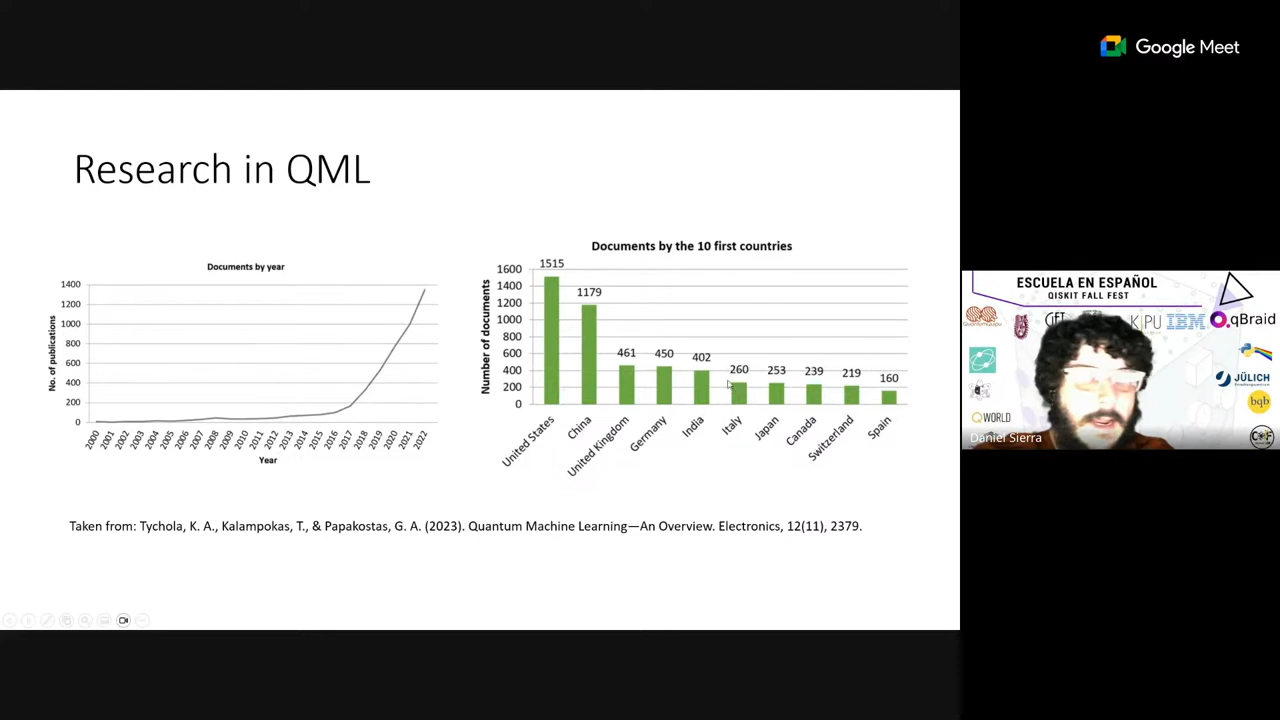 Google Meet
Research in QML
Documents by year
No. of publications
1400
1200
1000
800
600
400
200
0
2000
2001
2002
2003
2004
2005
2006
2007
2008
2009
2010
2011
2012
2013
2014
2015
2016
2017
2018
2019
2020
2021
2022
Year
Documents by the 10 first countries
Number of documents
1600
1400
1200
1000
800
600
400
200
0
1515
1179
461
450
402
260
253
239
219
160
United States
China
United Kingdom
Germany
India
Italy
Japan
Canada
Switzerland
Spain
Taken from: Tychola, K. A., Kalampokas, T., & Papakostas, G. A. (2023). Quantum Machine Learning—An Overview. Electronics, 12(11), 2379.
ESCUELA EN ESPAÑOL
QISKIT FALL FEST
IBM
qBraid
JÜLICH
bqb
QWORLD
Daniel Sierra